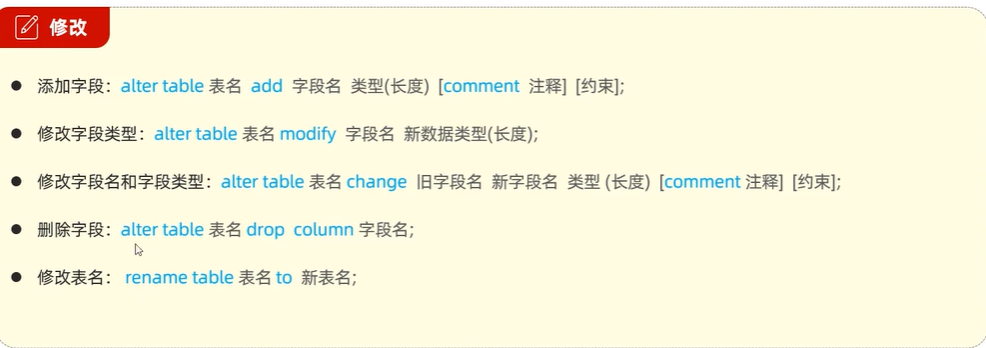 修改
添加字段：alter table 表名 add 字段名 类型(长度) [comment 注释] [约束];
修改字段类型：alter table 表名 modify 字段名 新数据类型(长度);
修改字段名和字段类型：alter table 表名 change 旧字段名 新字段名 类型 (长度) [comment 注释] [约束];
删除字段：alter table 表名 drop column 字段名;
修改表名： rename table 表名 to 新表名;